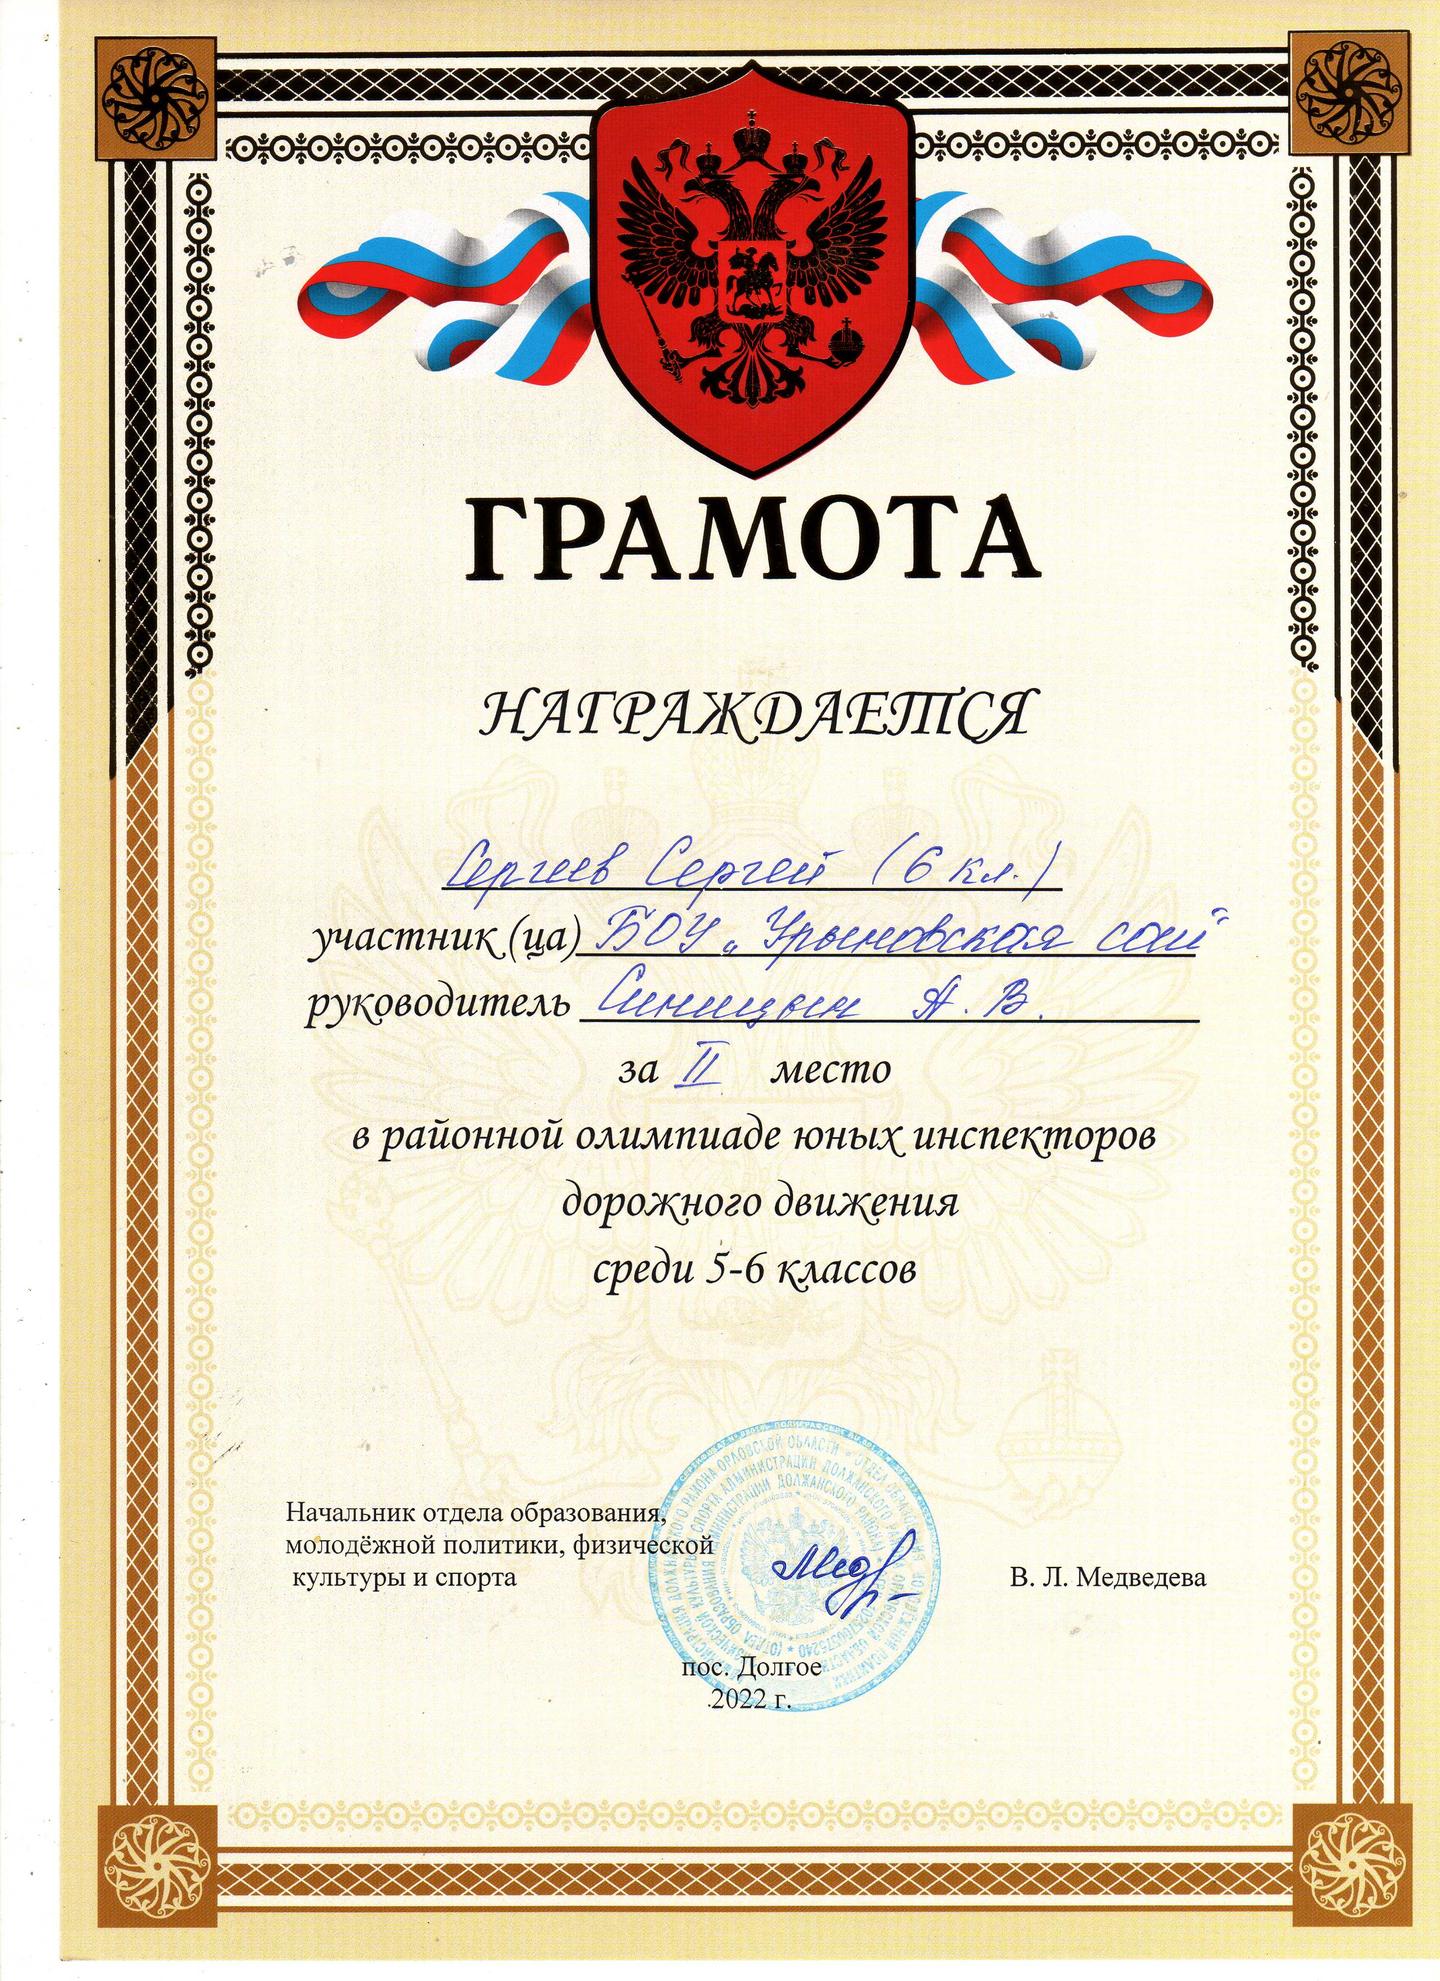 ГРАМОТА
НАГРАЖДАЕТСЯ
Сергеев Сергей (6 кл.)
участник(ца) БОУ „Урыновская сош"
руководитель Синицын А. В.
за II место
в районной олимпиаде юных инспекторов
дорожного движения
среди 5-6 классов
Начальник отдела образования,
молодёжной политики, физической
культуры и спорта
В. Л. Медведева
пос. Долгое
2022 г.